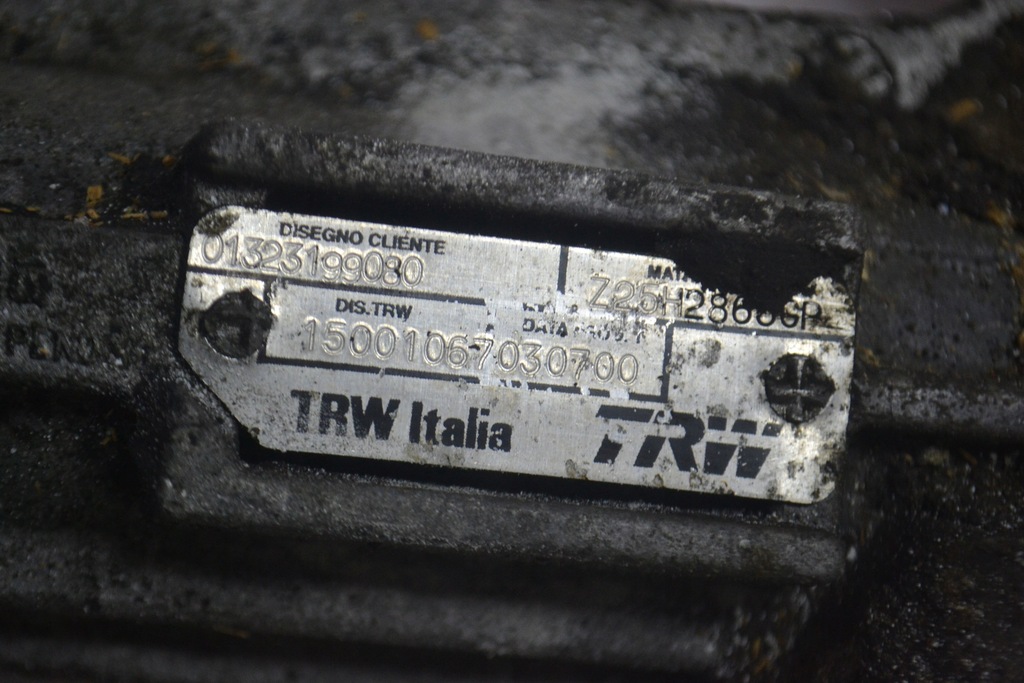 DISEGNO CLIENTE
01323199080
DIS.TRW
15001067030700
TRW Italia
TRW